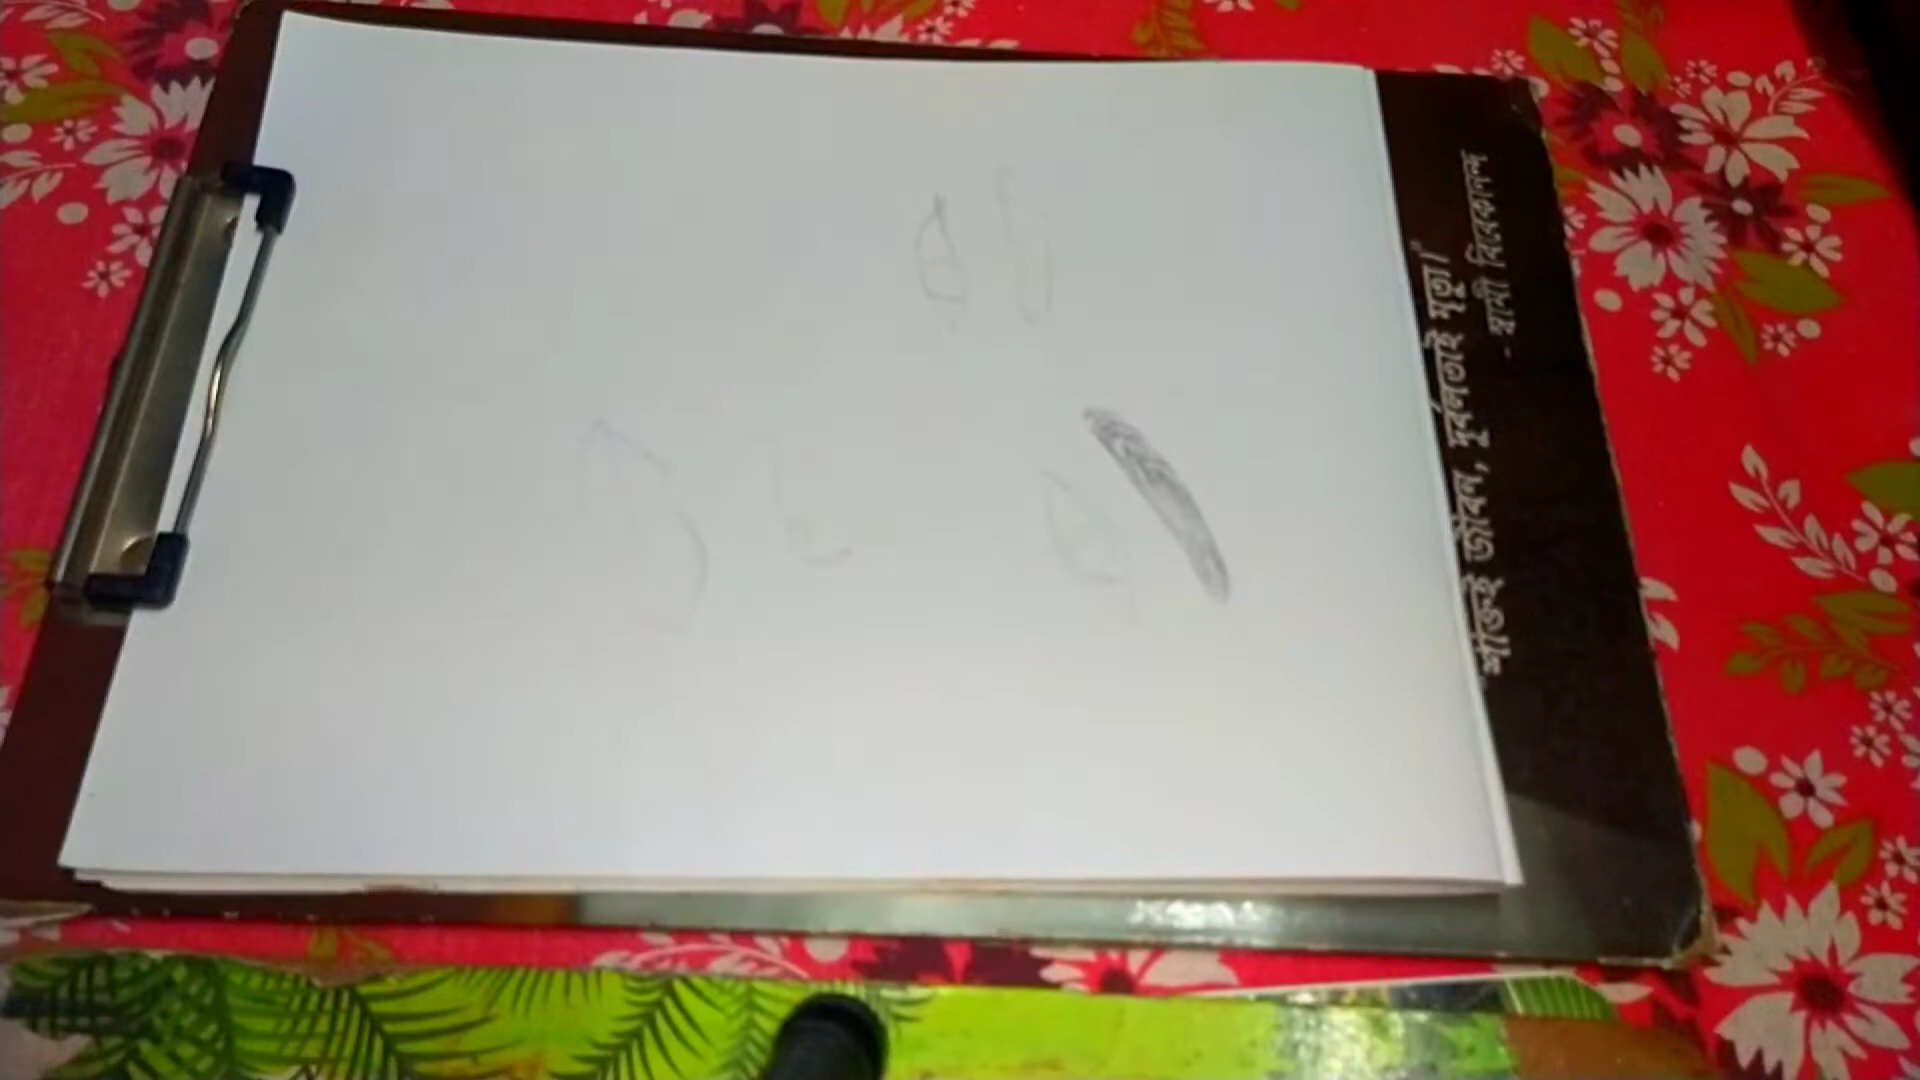 শক্তিই জীবন, দুর্বলতাই মৃত্যু।"
- স্বামী বিবেকানন্দ